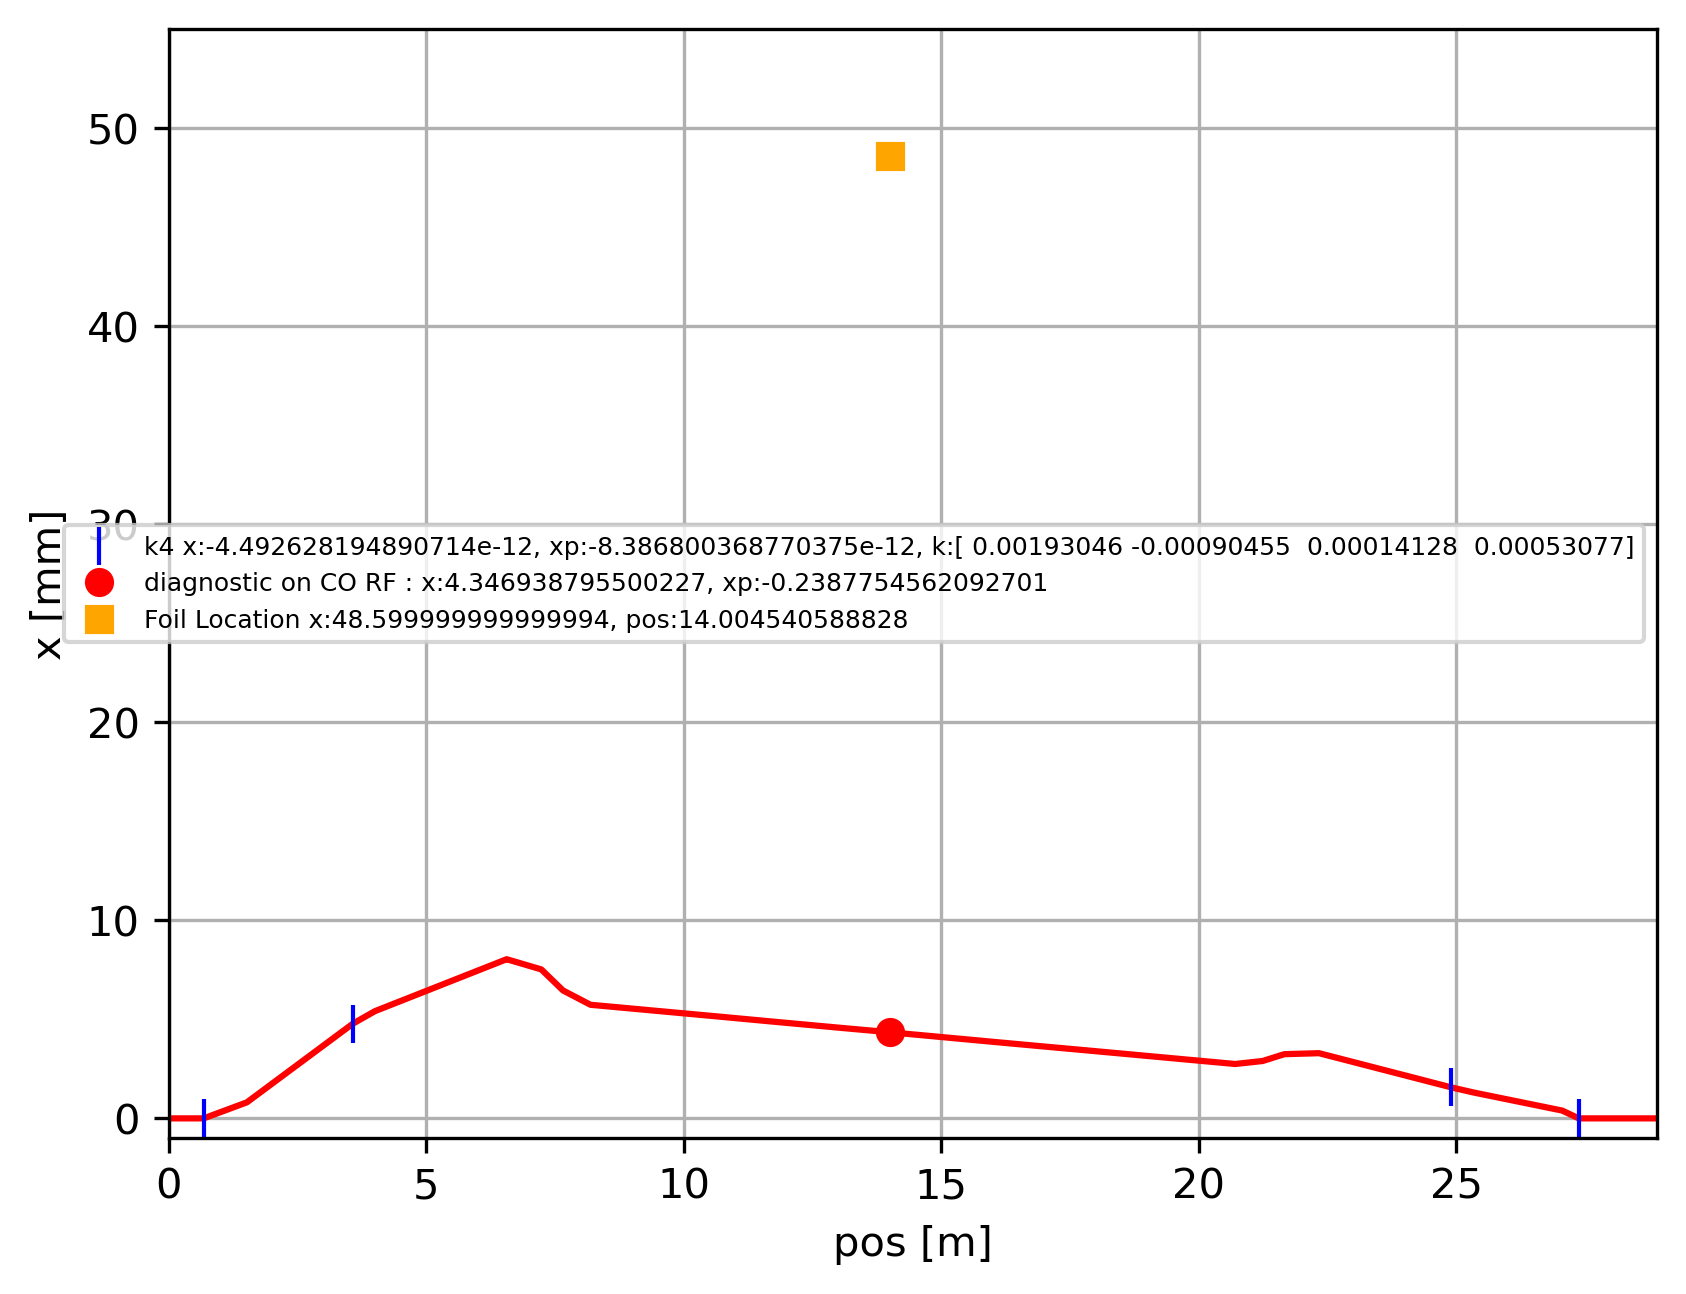 50
40
30
k4 x:-4.492628194890714e-12, xp:-8.386800368770375e-12, k:[ 0.00193046 -0.00090455  0.00014128  0.00053077]
diagnostic on CO RF : x:4.346938795500227, xp:-0.2387754562092701
Foil Location x:48.599999999999994, pos:14.004540588828
x [mm]
20
10
0
0 5 10 15 20 25
pos [m]